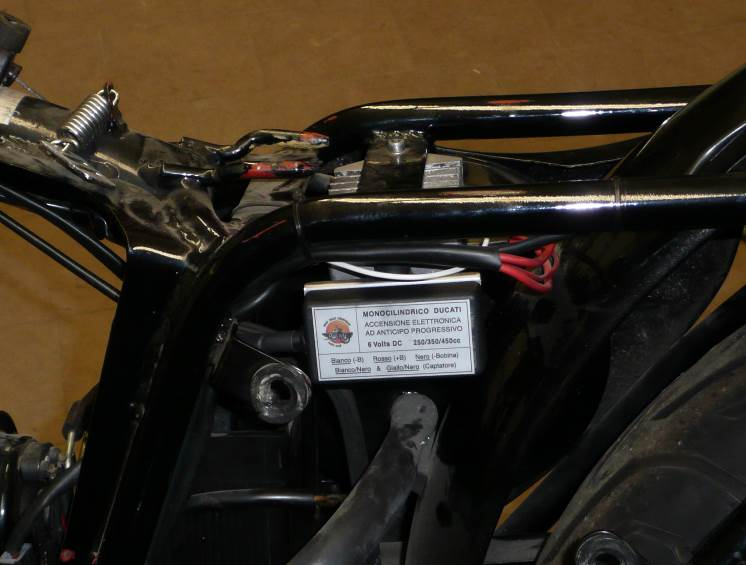 MONOCILINDRICO DUCATI
ACCENSIONE ELETTRONICA
AD ANTICIPO PROGRESSIVO
6 Volts DC 250/350/450cc
Bianco (-B) Rosso (+B) Nero (-Bobina)
Bianco/Nero & Giallo/Nero (Captatore)